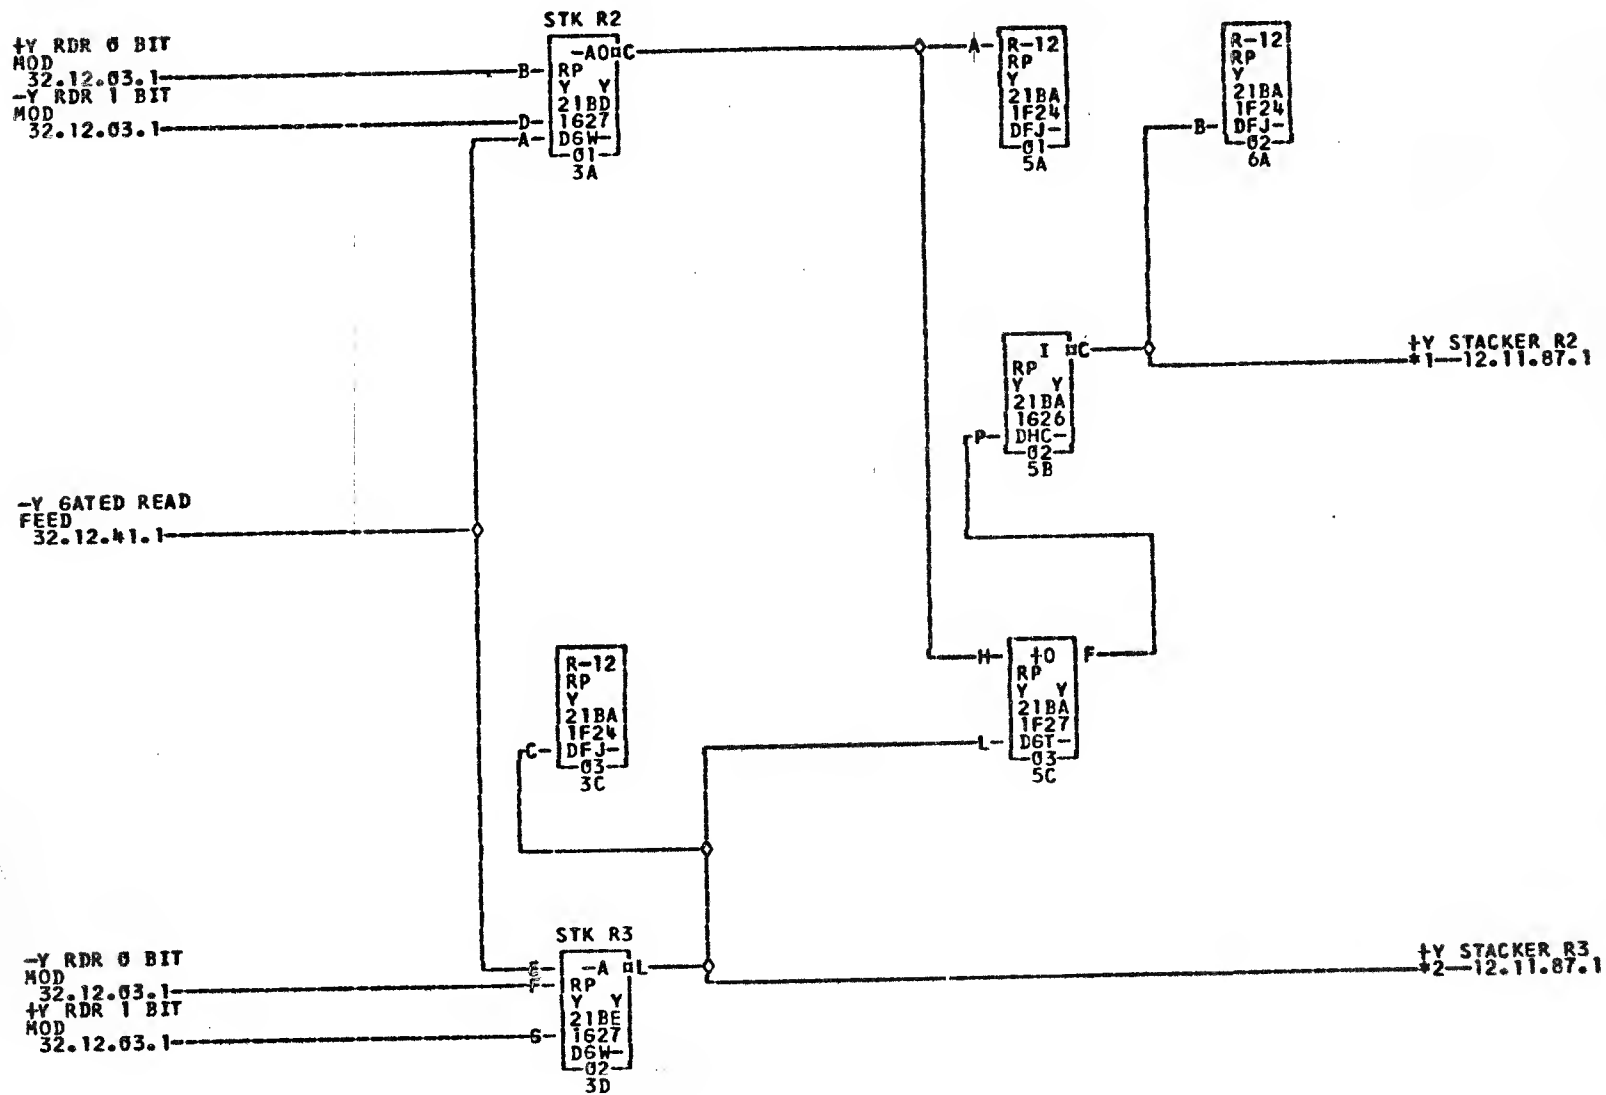 STK R2
+Y RDR 0 BIT
MOD
32.12.03.1
-Y RDR 1 BIT
MOD
32.12.03.1
B
D
A
-AO C
RP
Y Y
21BD
1627
DGW-
01
3A
A
R-12
RP
Y
21BA
1F24
DFJ-
01
5A
B
R-12
RP
Y
21BA
1F24
DFJ-
02
6A
I C
RP
Y Y
21BA
1626
P DHC-
02
5B
+Y STACKER R2
*1—12.11.87.1
-Y GATED READ
FEED
32.12.41.1
R-12
RP
Y
21BA
1F24
C DFJ-
03
3C
H +O F
RP
Y Y
21BA
1F27
L DGT-
03
5C
STK R3
-Y RDR 0 BIT
MOD
32.12.03.1
+Y RDR 1 BIT
MOD
32.12.03.1
E
F
G
-A L
RP
Y Y
21BE
1627
DGW-
02
3D
+Y STACKER R3
*2—12.11.87.1